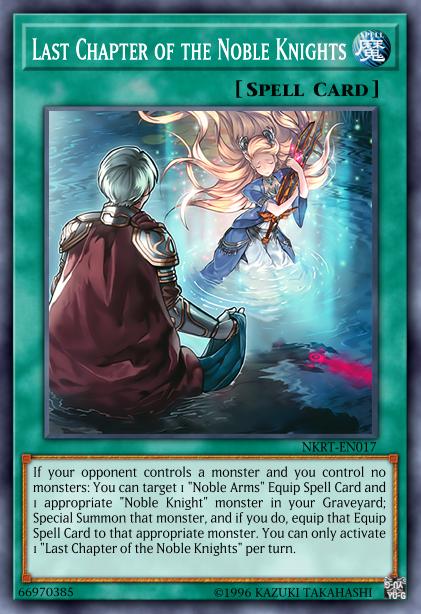 LAST CHAPTER OF THE NOBLE KNIGHTS
SPELL
魔
[ SPELL CARD ]
NKRT-EN017
If your opponent controls a monster and you control no
monsters: You can target 1 "Noble Arms" Equip Spell Card and
1 appropriate "Noble Knight" monster in your Graveyard;
Special Summon that monster, and if you do, equip that Equip
Spell Card to that appropriate monster. You can only activate
1 "Last Chapter of the Noble Knights" per turn.
66970385
©1996 KAZUKI TAKAHASHI